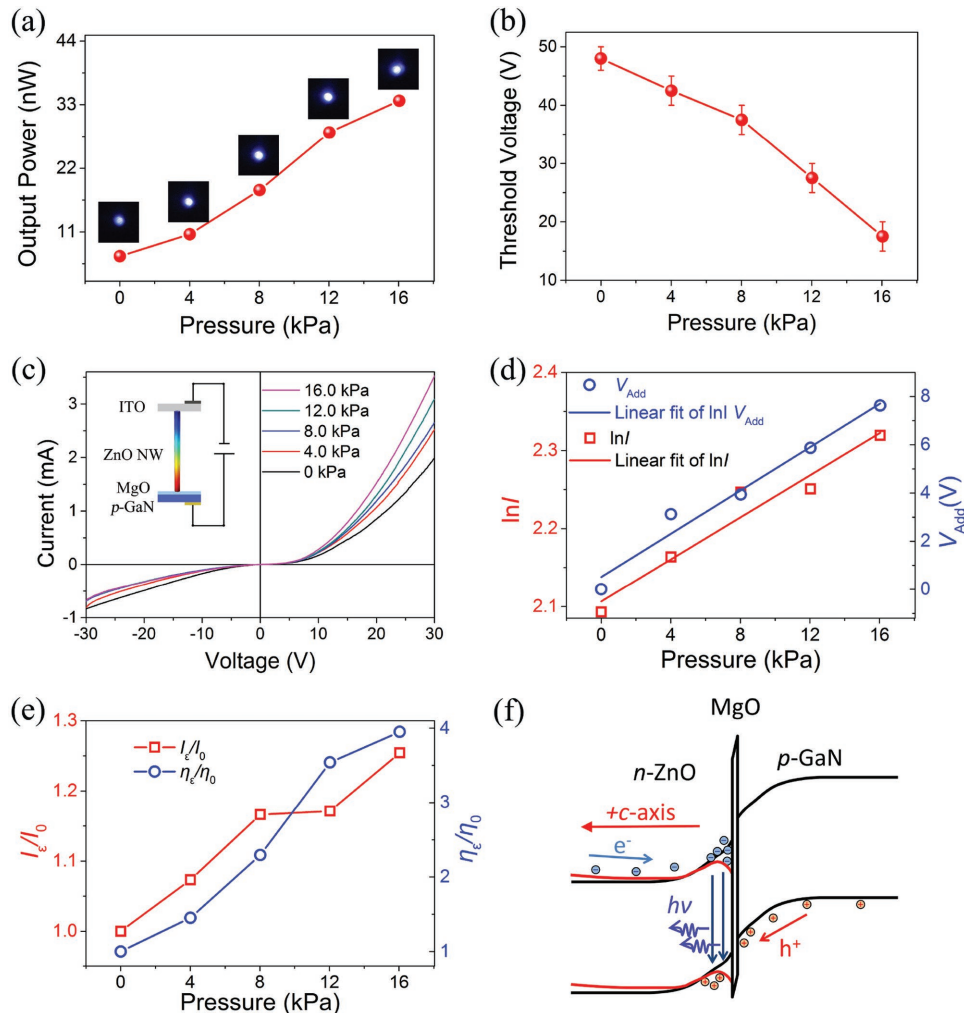 (a)
44
33
22
11
Output Power (nW)
0 4 8 12 16
Pressure (kPa)
(b)
50
40
30
20
10
Threshold Voltage (V)
0 4 8 12 16
Pressure (kPa)
(c)
3
2
1
0
-1
Current (mA)
ITO
ZnO NW
MgO
p-GaN
16.0 kPa
12.0 kPa
8.0 kPa
4.0 kPa
0 kPa
-30 -20 -10 0 10 20 30
Voltage (V)
(d)
2.4
2.3
2.2
2.1
lnI
V_Add
Linear fit of lnI V_Add
lnI
Linear fit of lnI
8
6
4
2
0
V_Add(V)
0 4 8 12 16
Pressure (kPa)
(e)
1.3
1.2
1.1
1.0
I_ε/I_0
I_ε/I_0
η_ε/η_0
4
3
2
1
η_ε/η_0
0 4 8 12 16
Pressure (kPa)
(f)
MgO
n-ZnO
p-GaN
+c-axis
e⁻
hν
h⁺